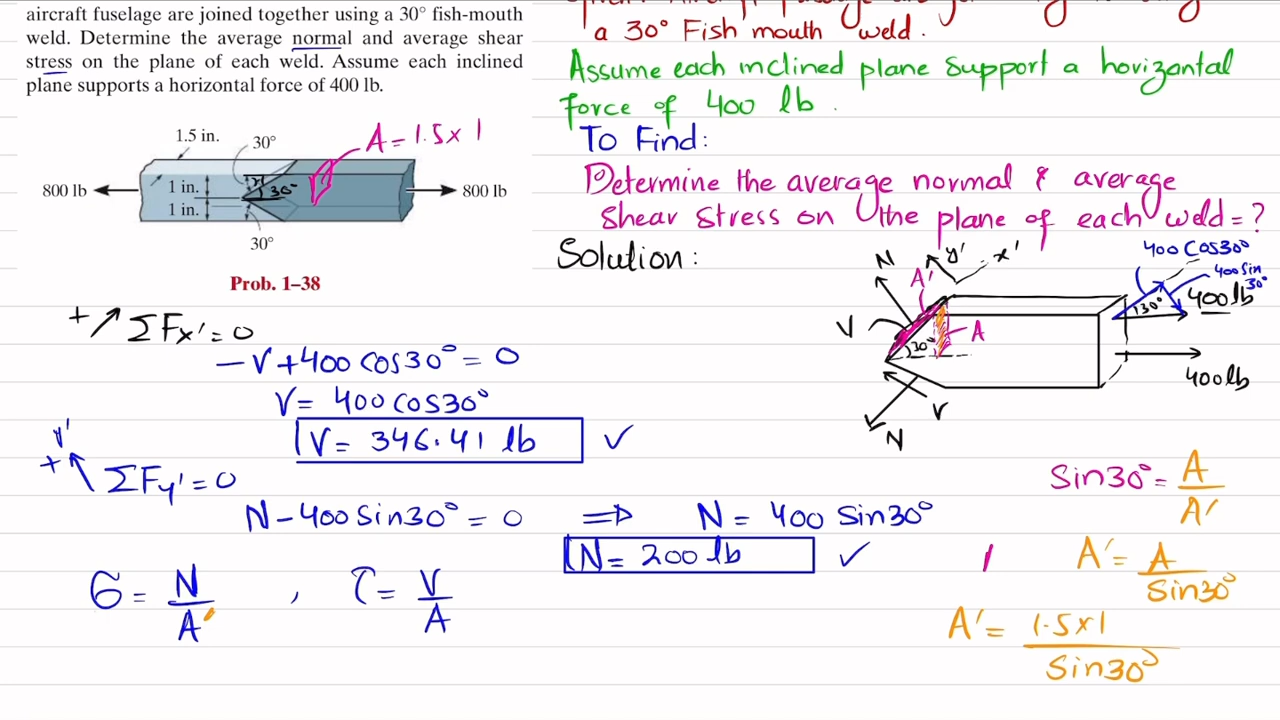 aircraft fuselage are joined together using a 30° fish-mouth
weld. Determine the average normal and average shear
stress on the plane of each weld. Assume each inclined
plane supports a horizontal force of 400 lb.
1.5 in.
30°
A = 1.5 x 1
800 lb
1 in.
30°
800 lb
1 in.
30°
Prob. 1–38
a 30° Fish mouth weld.
Assume each inclined plane support a horizontal
force of 400 lb.
To Find:
Determine the average normal & average
shear stress on the plane of each weld = ?
Solution:
N
y'
x'
A'
V
30°
A
400 Cos30°
400 sin
30°
30°
400 lb
400 lb
V
N
+ ΣFx' = 0
-V + 400 cos30° = 0
V = 400 cos30°
V = 346.41 lb ✓
y'
+ ΣFy' = 0
N - 400 Sin30° = 0 ⇒ N = 400 Sin30°
N = 200 lb ✓
σ = N/A' , τ = V/A
Sin30° = A/A'
A' = A/Sin30°
A' = 1.5x1/Sin30°